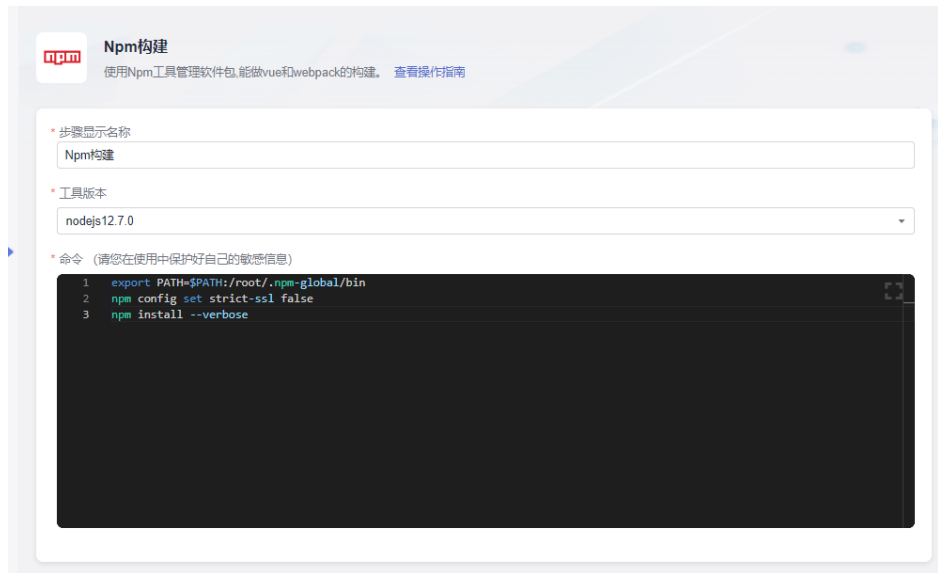 npm
Npm构建
使用Npm工具管理软件包,能做vue和webpack的构建。 查看操作指南
* 步骤显示名称
Npm构建
* 工具版本
nodejs12.7.0
* 命令 (请您在使用中保护好自己的敏感信息)
1 export PATH=$PATH:/root/.npm-global/bin
2 npm config set strict-ssl false
3 npm install --verbose